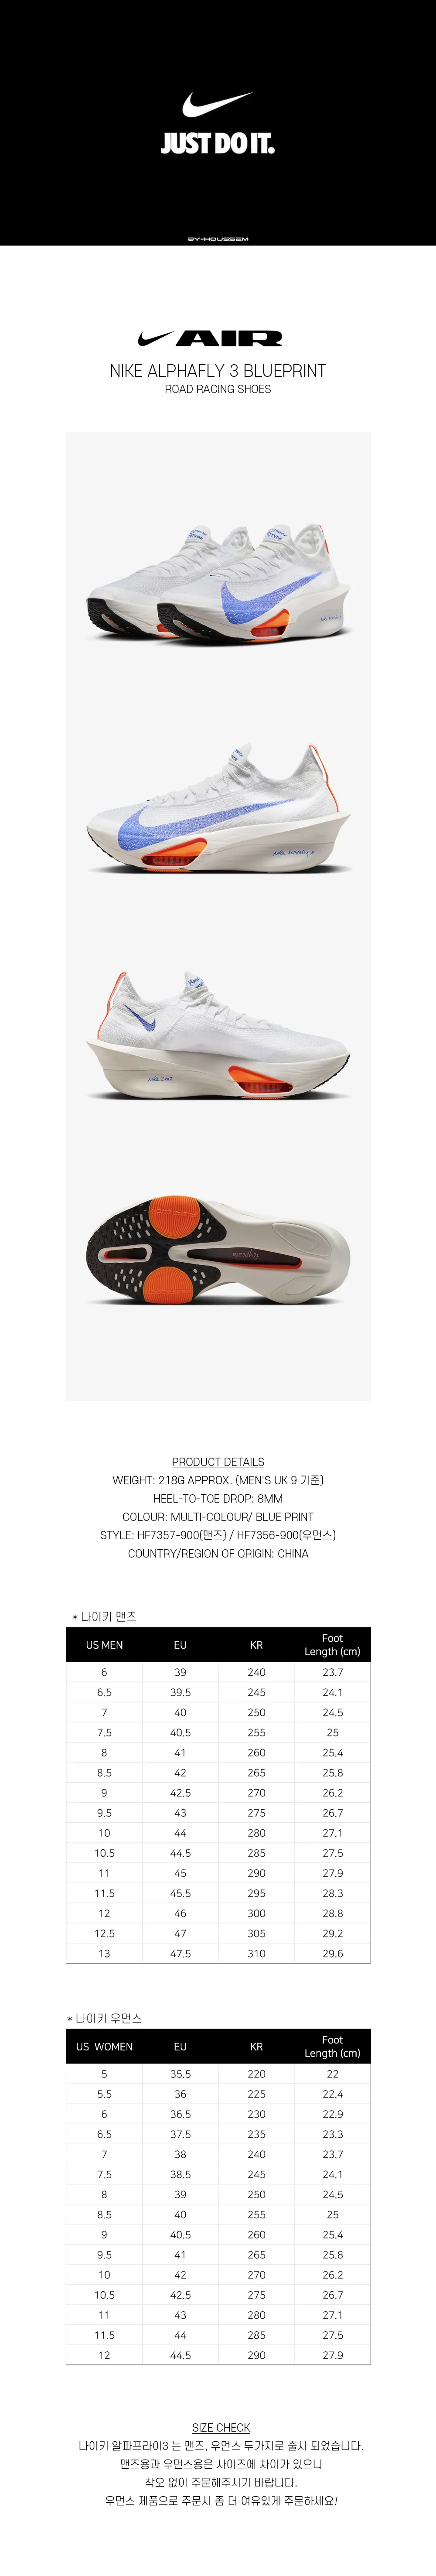 JUST DO IT.
BY-HOUSSEM
AIR
NIKE ALPHAFLY 3 BLUEPRINT
ROAD RACING SHOES
PRODUCT DETAILS
WEIGHT: 218G APPROX. (MEN'S UK 9 기준)
HEEL-TO-TOE DROP: 8MM
COLOUR: MULTI-COLOUR/ BLUE PRINT
STYLE: HF7357-900(맨즈) / HF7356-900(우먼스)
COUNTRY/REGION OF ORIGIN: CHINA
* 나이키 맨즈
US MEN EU KR Foot Length (cm)
6 39 240 23.7
6.5 39.5 245 24.1
7 40 250 24.5
7.5 40.5 255 25
8 41 260 25.4
8.5 42 265 25.8
9 42.5 270 26.2
9.5 43 275 26.7
10 44 280 27.1
10.5 44.5 285 27.5
11 45 290 27.9
11.5 45.5 295 28.3
12 46 300 28.8
12.5 47 305 29.2
13 47.5 310 29.6
* 나이키 우먼스
US WOMEN EU KR Foot Length (cm)
5 35.5 220 22
5.5 36 225 22.4
6 36.5 230 22.9
6.5 37.5 235 23.3
7 38 240 23.7
7.5 38.5 245 24.1
8 39 250 24.5
8.5 40 255 25
9 40.5 260 25.4
9.5 41 265 25.8
10 42 270 26.2
10.5 42.5 275 26.7
11 43 280 27.1
11.5 44 285 27.5
12 44.5 290 27.9
SIZE CHECK
나이키 알파프라이3 는 맨즈, 우먼스 두가지로 출시 되었습니다.
맨즈용과 우먼스용은 사이즈에 차이가 있으니
착오 없이 주문해주시기 바랍니다.
우먼스 제품으로 주문시 좀 더 여유있게 주문하세요!